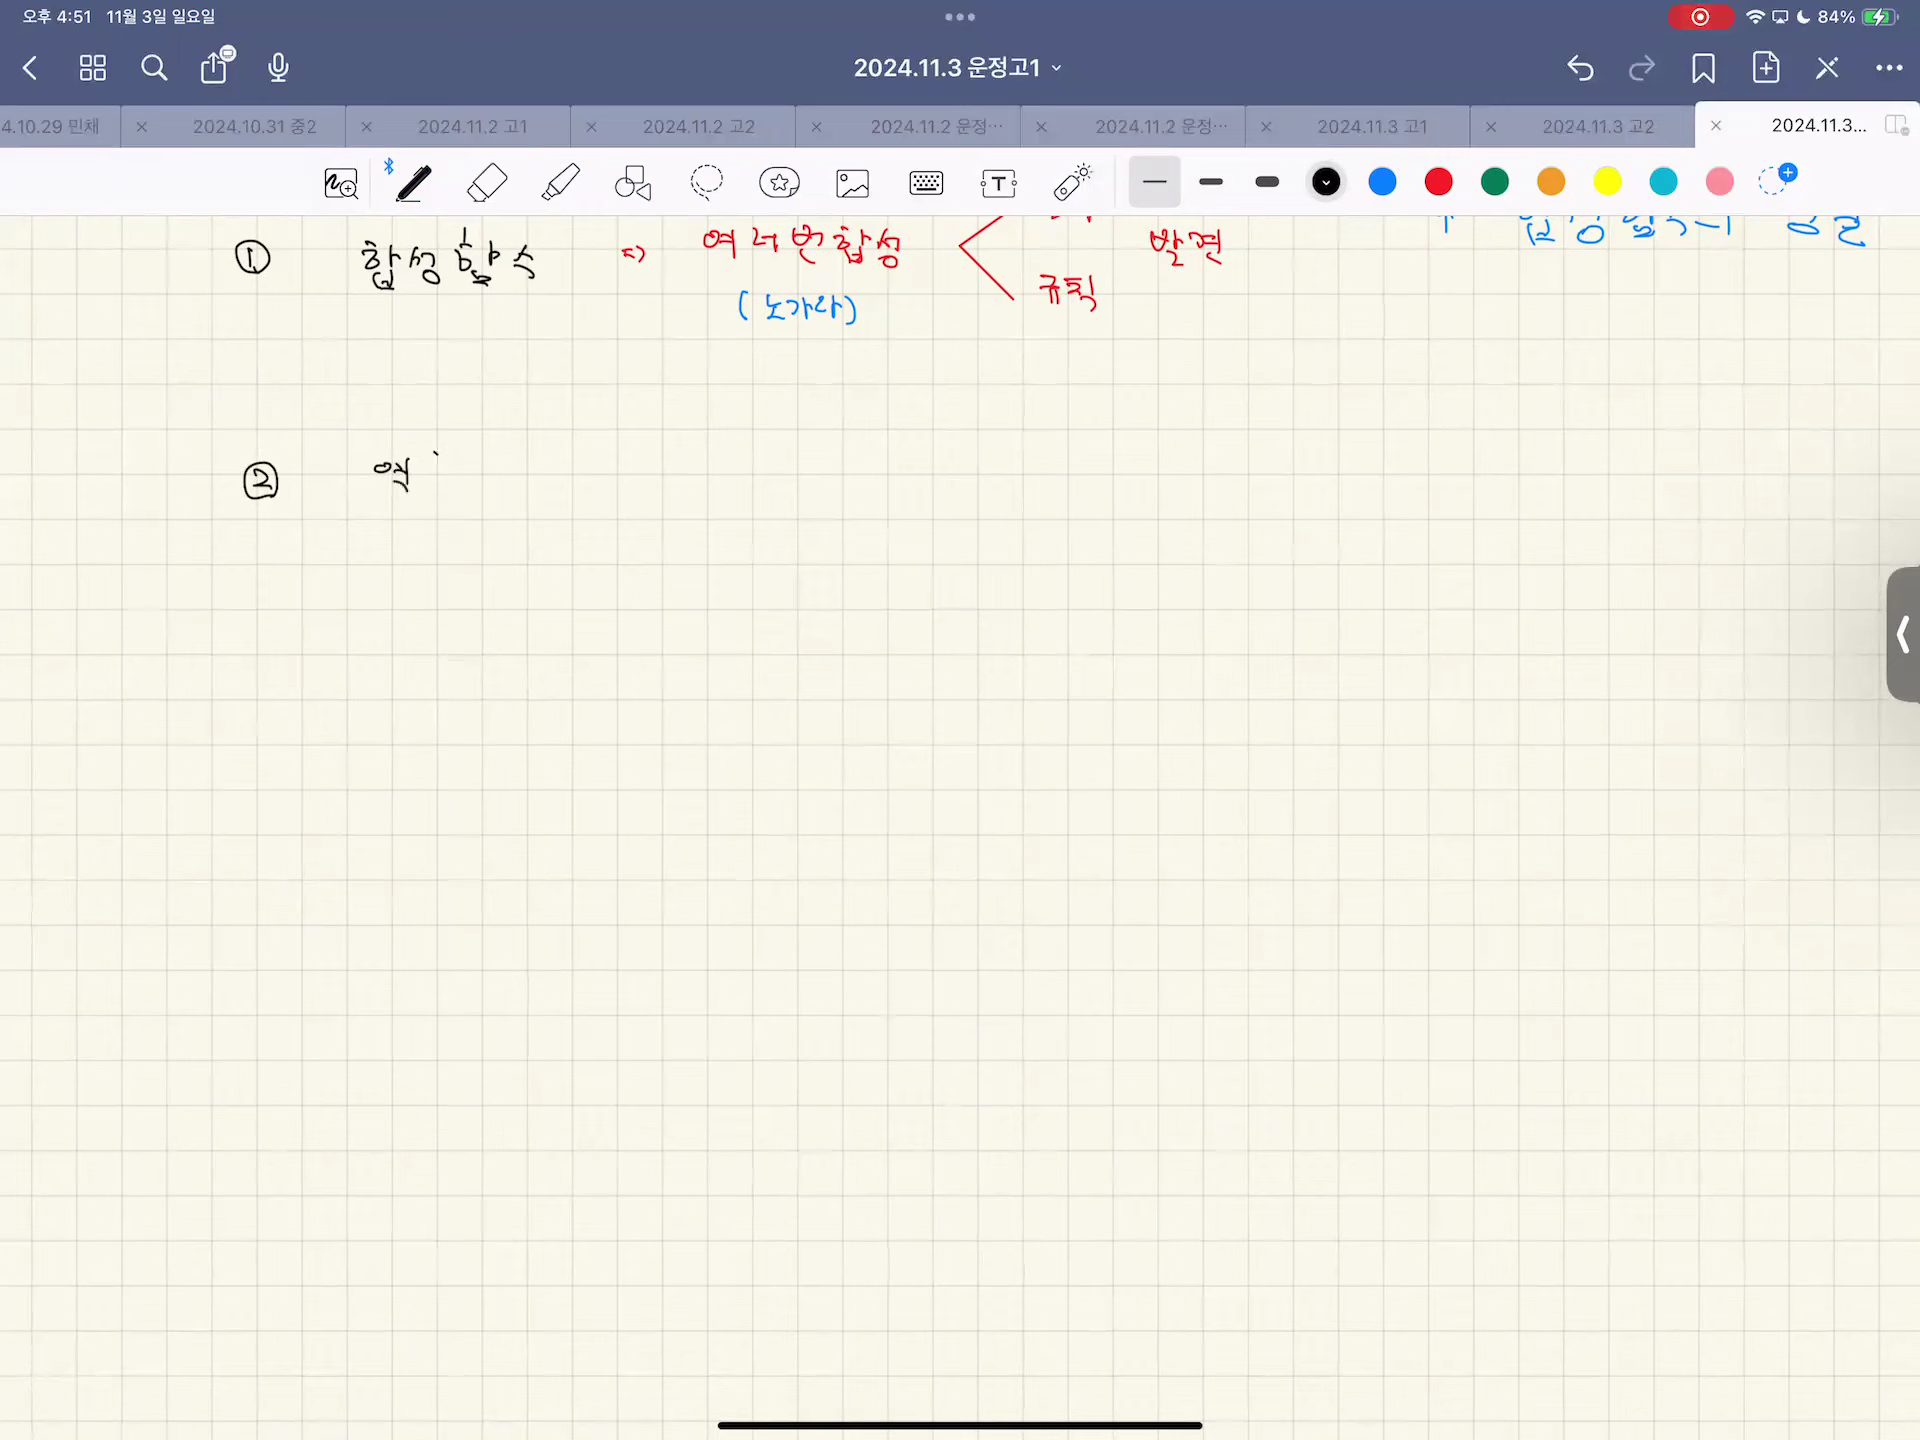 오후 4:51 11월 3일 일요일
84%
2024.11.3 운정고1
4.10.29 민채
2024.10.31 중2
2024.11.2 고1
2024.11.2 고2
2024.11.2 운정…
2024.11.2 운정…
2024.11.3 고1
2024.11.3 고2
2024.11.3...
① 합성함수 ⇒ 여러번합성 발견
규칙
(노가다)
② 역